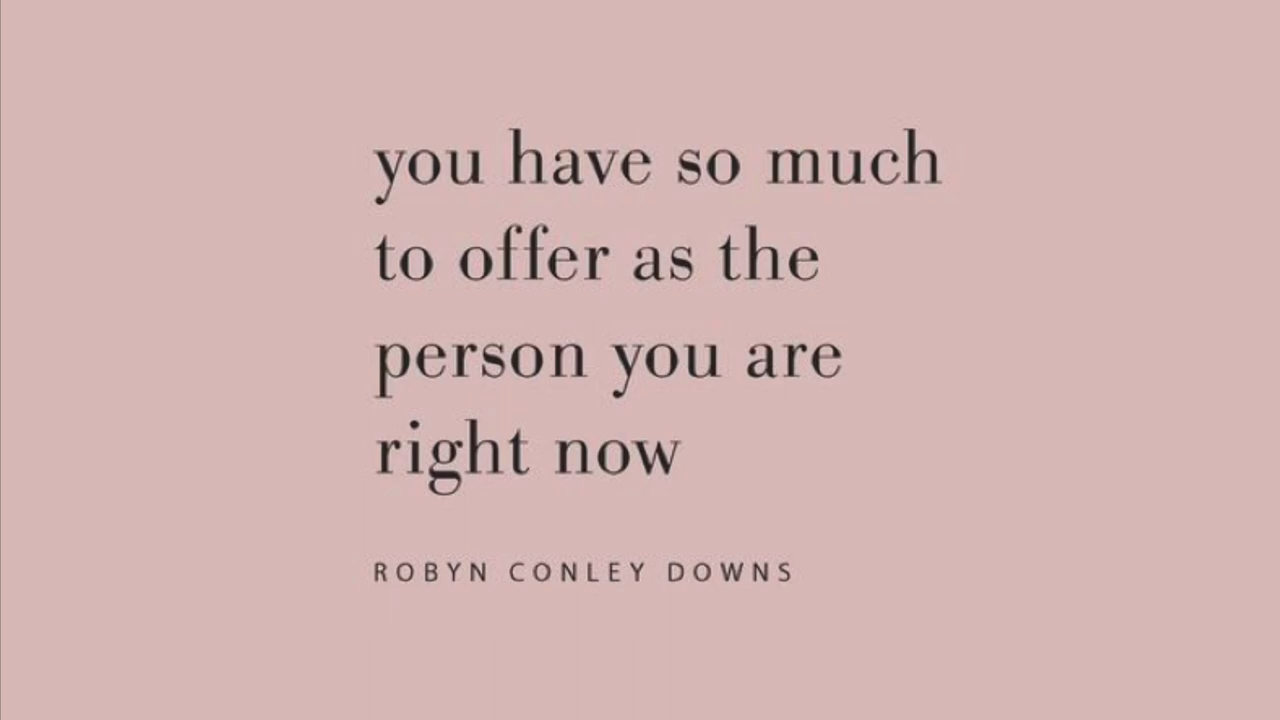 you have so much
to offer as the
person you are
right now
ROBYN CONLEY DOWNS